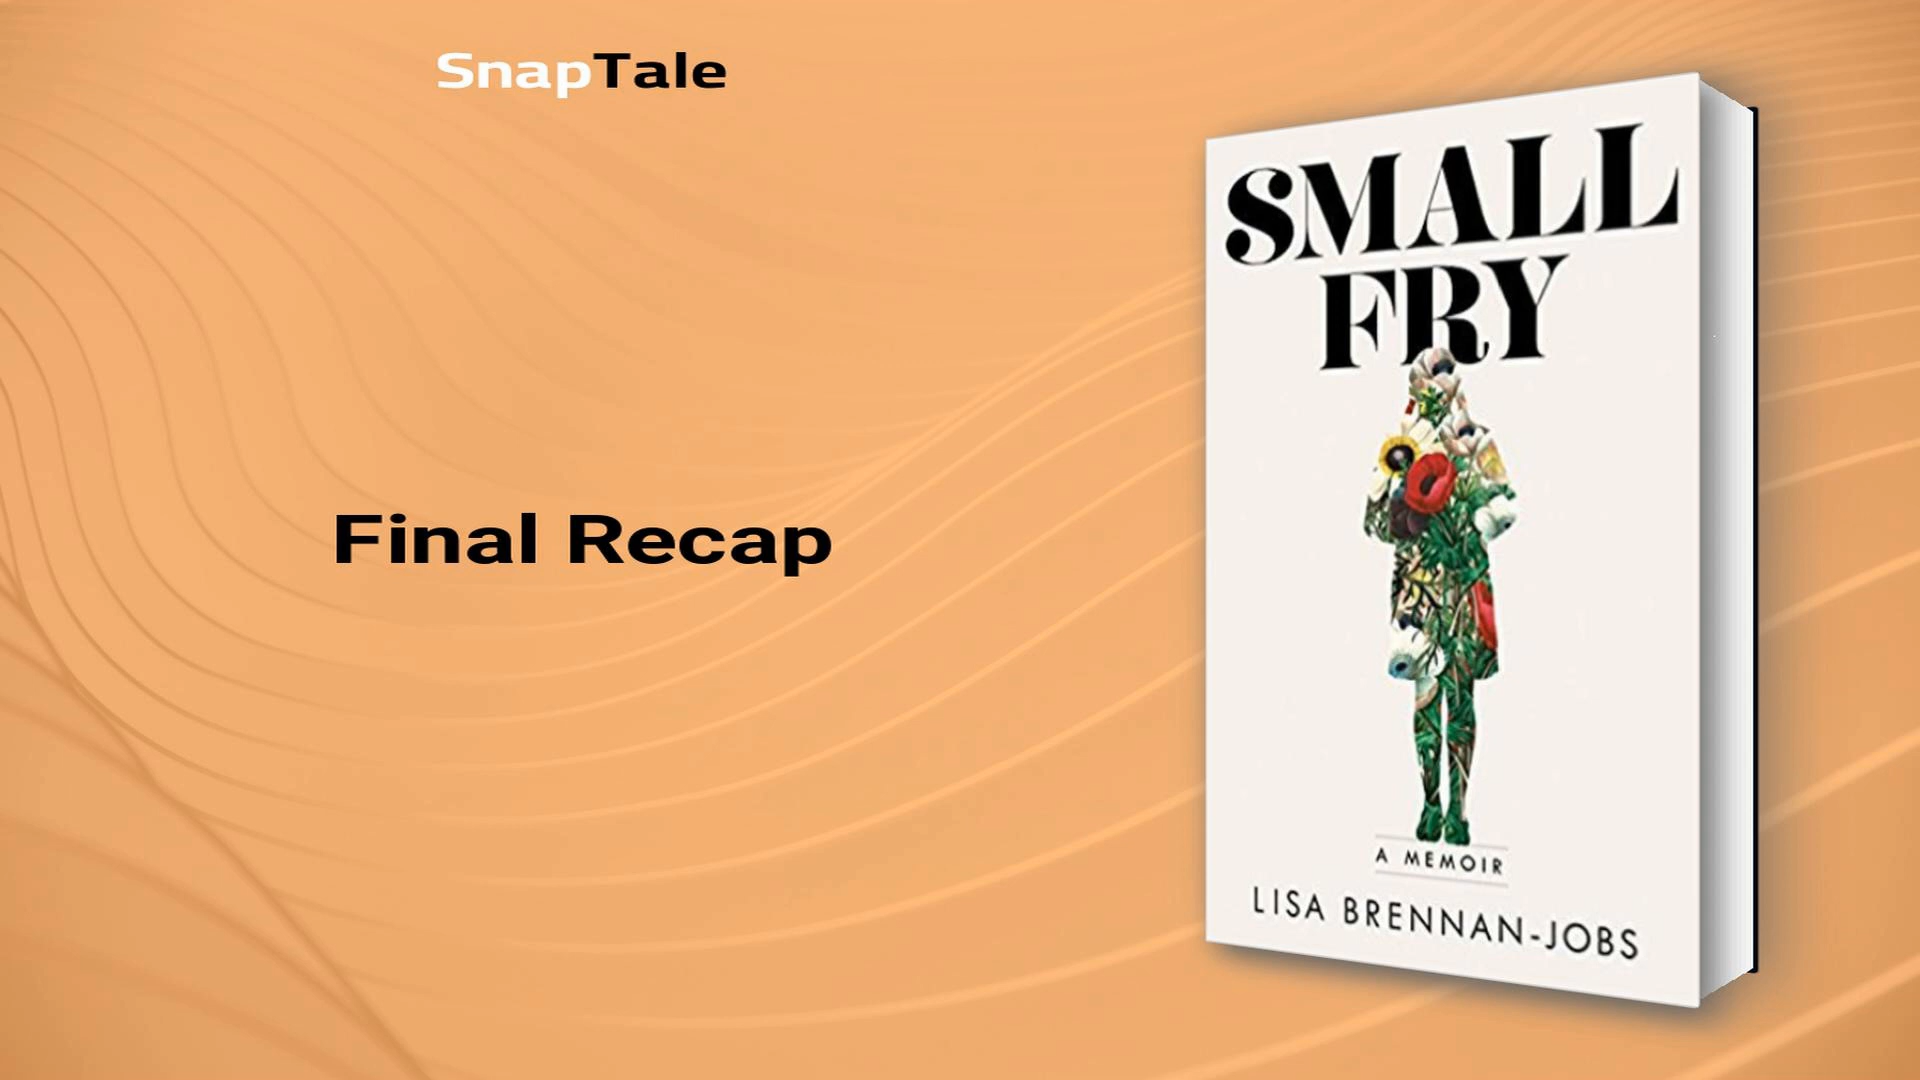 SnapTale
Final Recap
SMALL
FRY
A MEMOIR
LISA BRENNAN-JOBS